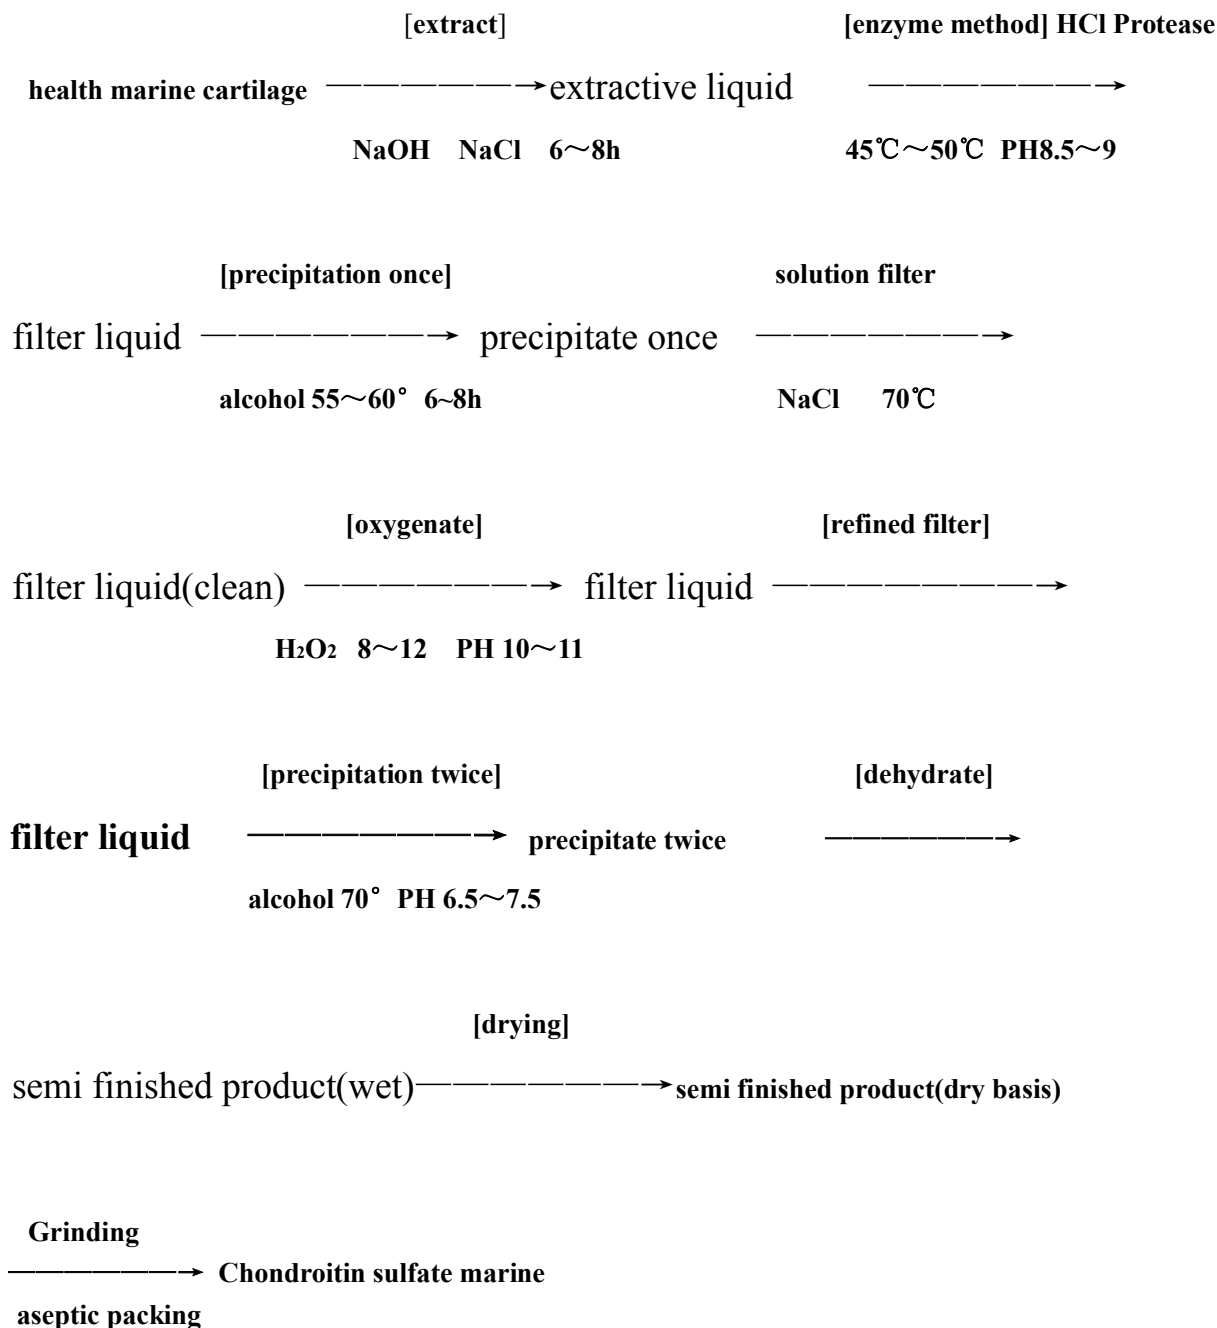 [extract] [enzyme method] HCl Protease
health marine cartilage ——————→extractive liquid ——————→
NaOH NaCl 6～8h 45℃～50℃ PH8.5～9
[precipitation once] solution filter
filter liquid ——————→ precipitate once ——————→
alcohol 55～60° 6~8h NaCl 70℃
[oxygenate] [refined filter]
filter liquid(clean) ——————→ filter liquid ———————→
H₂O₂ 8～12 PH 10～11
[precipitation twice] [dehydrate]
filter liquid ——————→ precipitate twice ——————→
alcohol 70° PH 6.5～7.5
[drying]
semi finished product(wet)——————→semi finished product(dry basis)
Grinding
——————→ Chondroitin sulfate marine
aseptic packing